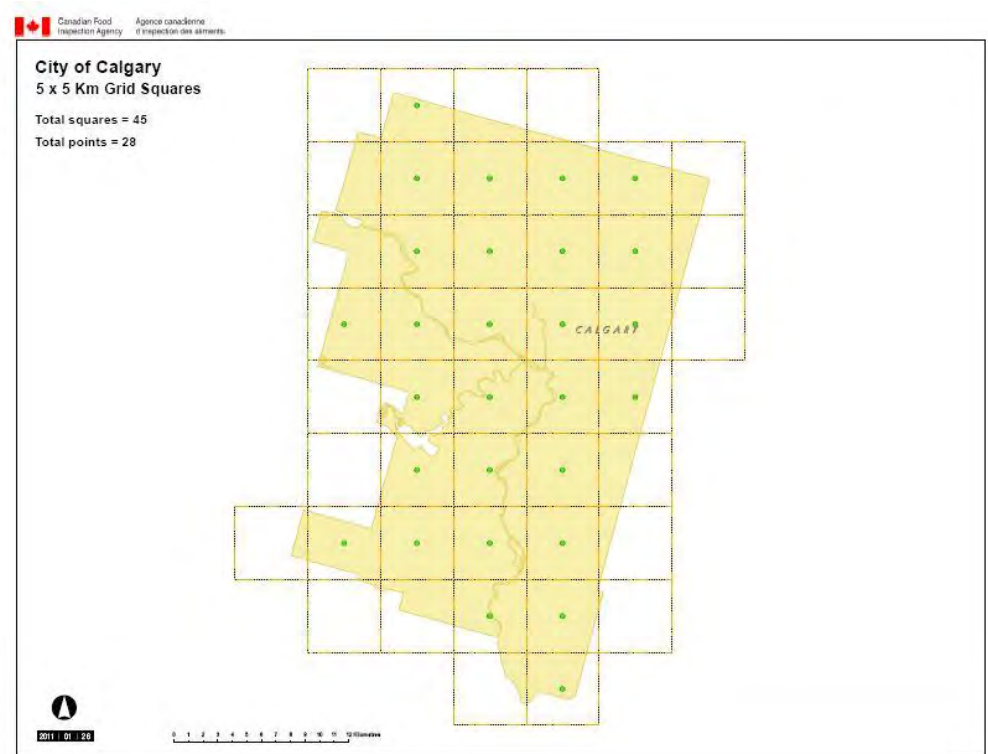 Canadian Food Agence canadienne
Inspection Agency d'inspection des aliments
City of Calgary
5 x 5 Km Grid Squares
Total squares = 45
Total points = 28
CALGARY
2011 01 26
0 1 2 3 4 5 6 7 8 9 10 11 12 Kilometres